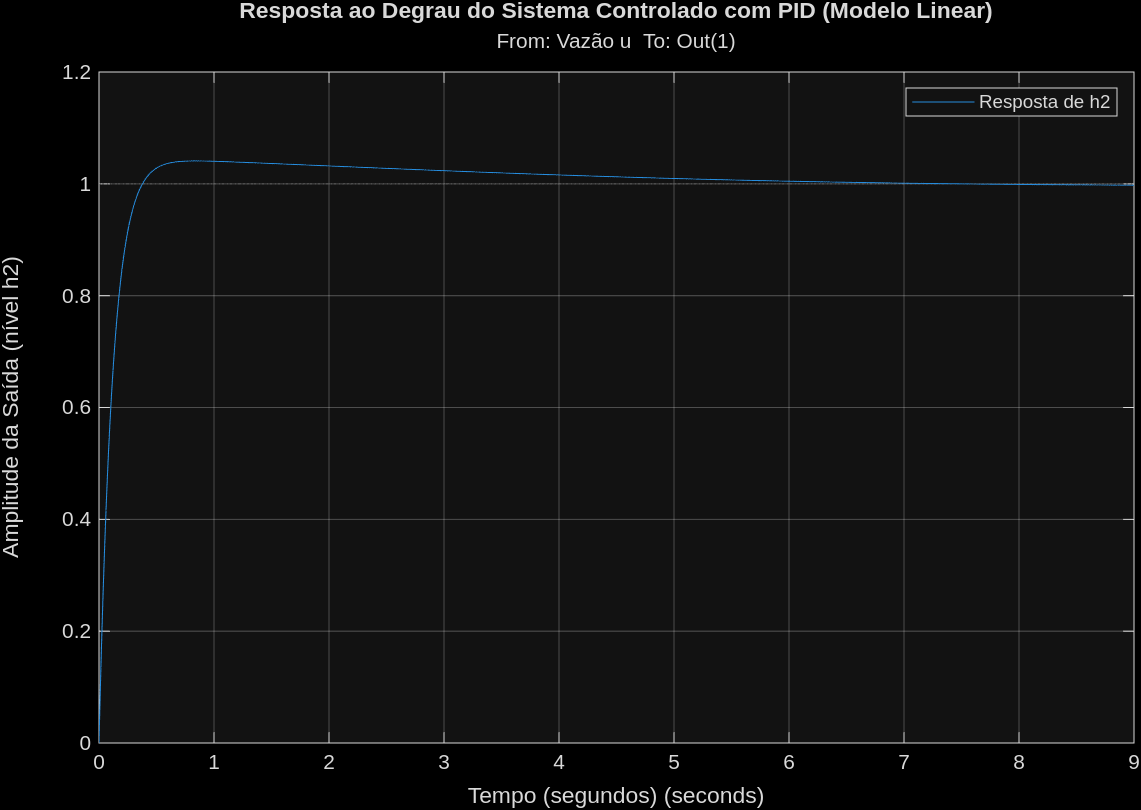 Resposta ao Degrau do Sistema Controlado com PID (Modelo Linear)
From: Vazão u  To: Out(1)
Resposta de h2
Amplitude da Saída (nível h2)
1.2
1
0.8
0.6
0.4
0.2
0
0 1 2 3 4 5 6 7 8 9
Tempo (segundos) (seconds)